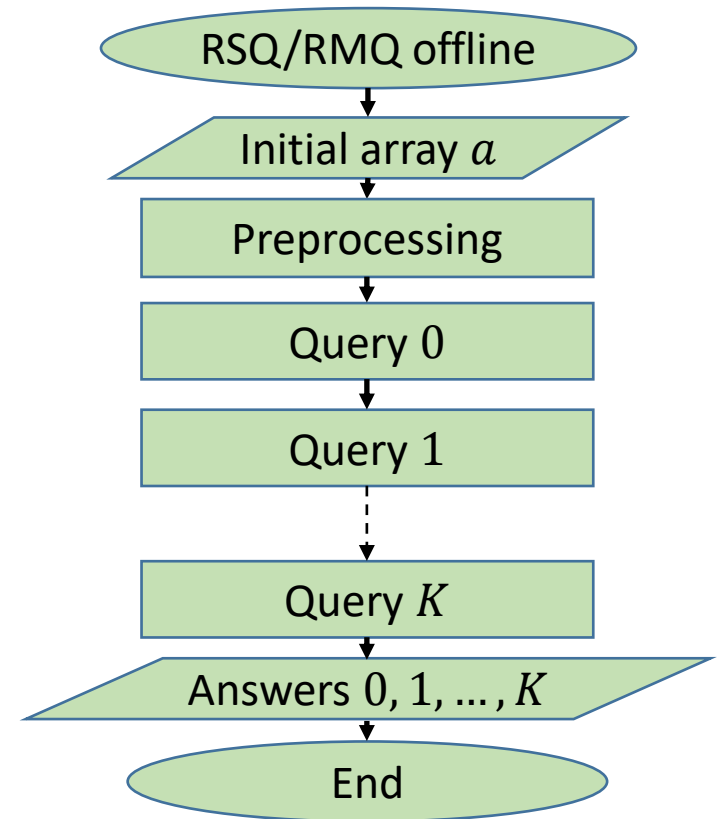 RSQ/RMQ offline
Initial array a
Preprocessing
Query 0
Query 1
Query K
Answers 0, 1, … , K
End